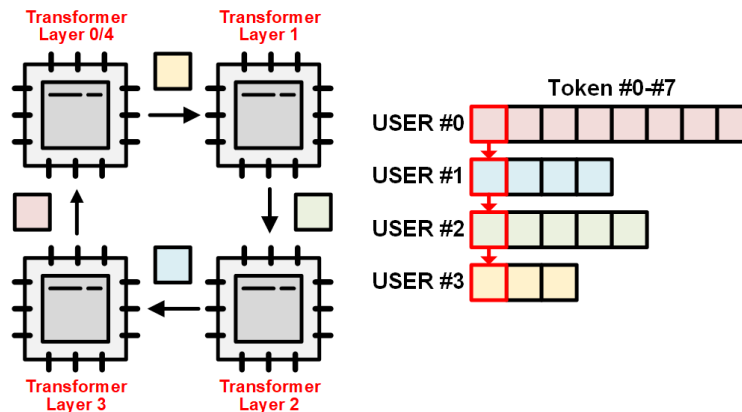 Transformer
Layer 0/4
Transformer
Layer 1
Transformer
Layer 3
Transformer
Layer 2
Token #0-#7
USER #0
USER #1
USER #2
USER #3